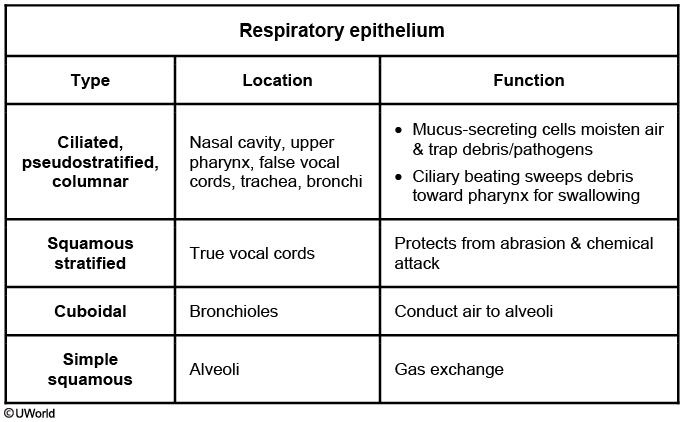 Respiratory epithelium
Type
Location
Function
Ciliated,
pseudostratified,
columnar
Nasal cavity, upper
pharynx, false vocal
cords, trachea, bronchi
• Mucus-secreting cells moisten air
& trap debris/pathogens
• Ciliary beating sweeps debris
toward pharynx for swallowing
Squamous
stratified
True vocal cords
Protects from abrasion & chemical
attack
Cuboidal
Bronchioles
Conduct air to alveoli
Simple
squamous
Alveoli
Gas exchange
©UWorld